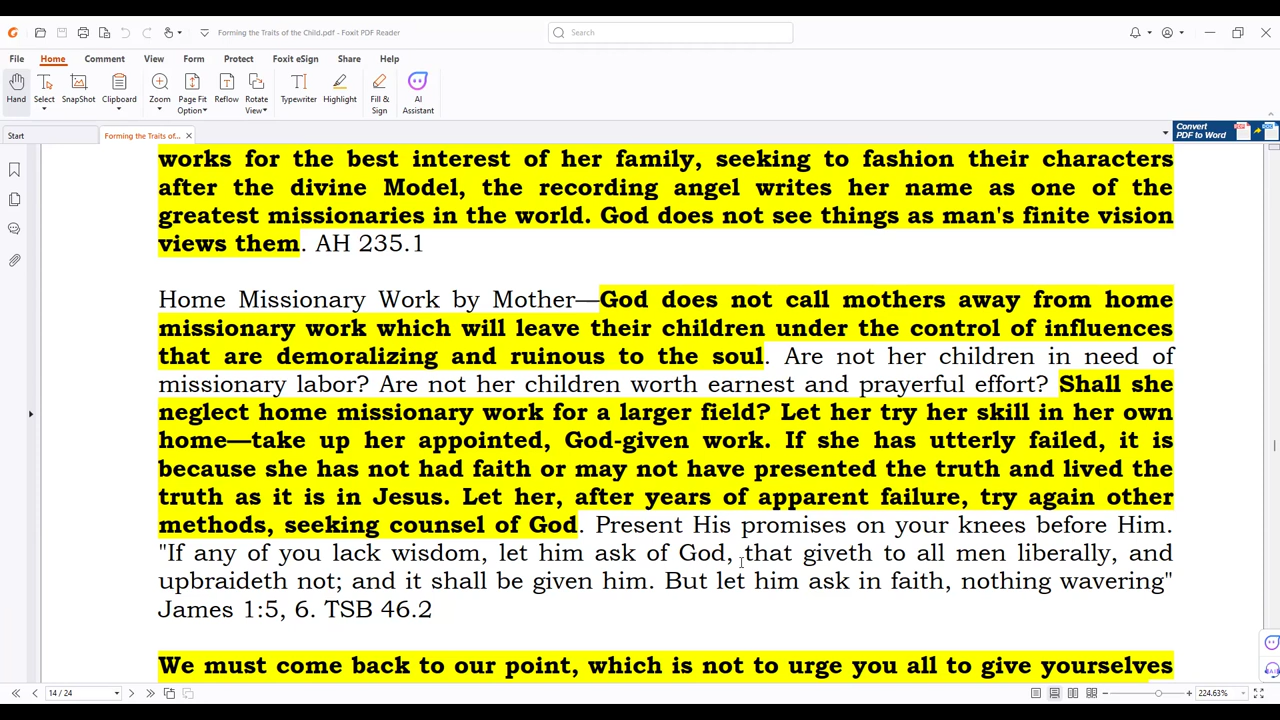 Forming the Traits of the Child.pdf - Foxit PDF Reader
Search
File Home Comment View Form Protect Foxit eSign Share Help
Hand Select SnapShot Clipboard Zoom Page Fit Option Reflow Rotate View Typewriter Highlight Fill & Sign AI Assistant
Start Forming the Traits of... Convert PDF to Word
works for the best interest of her family, seeking to fashion their characters
after the divine Model, the recording angel writes her name as one of the
greatest missionaries in the world. God does not see things as man's finite vision
views them. AH 235.1
Home Missionary Work by Mother—God does not call mothers away from home
missionary work which will leave their children under the control of influences
that are demoralizing and ruinous to the soul. Are not her children in need of
missionary labor? Are not her children worth earnest and prayerful effort? Shall she
neglect home missionary work for a larger field? Let her try her skill in her own
home—take up her appointed, God-given work. If she has utterly failed, it is
because she has not had faith or may not have presented the truth and lived the
truth as it is in Jesus. Let her, after years of apparent failure, try again other
methods, seeking counsel of God. Present His promises on your knees before Him.
"If any of you lack wisdom, let him ask of God, that giveth to all men liberally, and
upbraideth not; and it shall be given him. But let him ask in faith, nothing wavering"
James 1:5, 6. TSB 46.2
We must come back to our point, which is not to urge you all to give yourselves
14 / 24 224.63%